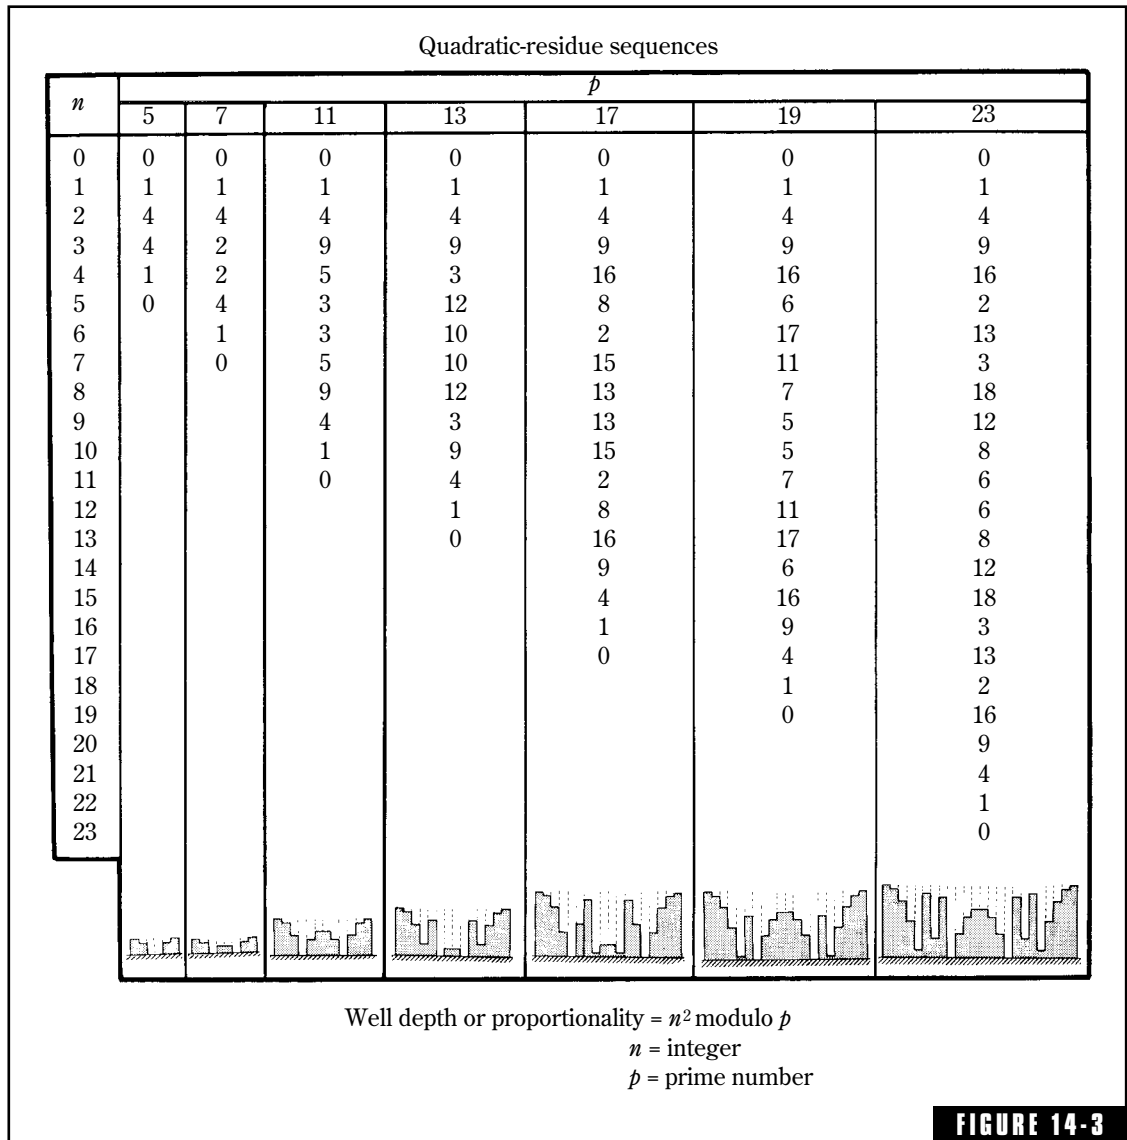 Quadratic-residue sequences
n p
5 7 11 13 17 19 23
0 0 0 0 0 0 0 0
1 1 1 1 1 1 1 1
2 4 4 4 4 4 4 4
3 4 2 9 9 9 9 9
4 1 2 5 3 16 16 16
5 0 4 3 12 8 6 2
6 1 3 10 2 17 13
7 0 5 10 15 11 3
8 9 12 13 7 18
9 4 3 13 5 12
10 1 9 15 5 8
11 0 4 2 7 6
12 1 8 11 6
13 0 16 17 8
14 9 6 12
15 4 16 18
16 1 9 3
17 0 4 13
18 1 2
19 0 16
20 9
21 4
22 1
23 0
Well depth or proportionality = n² modulo p
n = integer
p = prime number
FIGURE 14-3